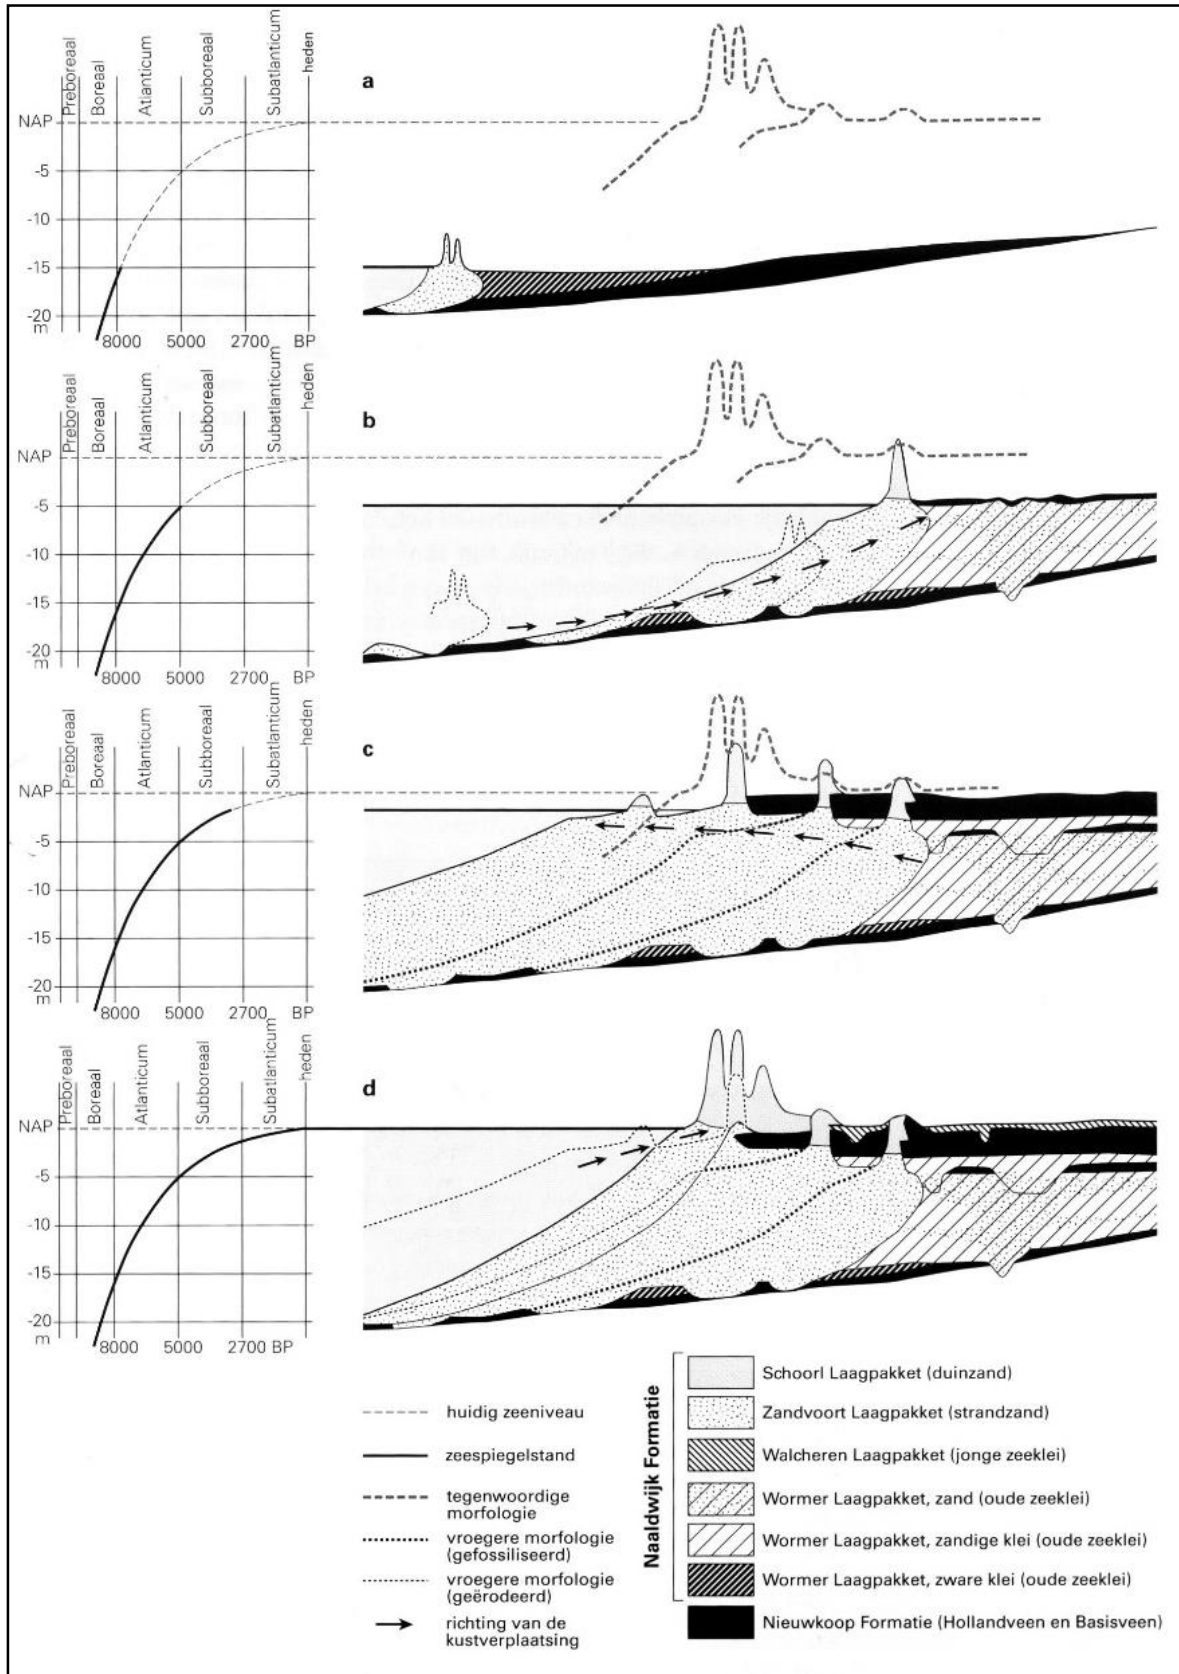 Preboreaal
Boreaal
Atlanticum
Subboreaal
Subatlanticum
heden
a
NAP
-5
-10
-15
-20
m
8000 5000 2700 BP
Preboreaal
Boreaal
Atlanticum
Subboreaal
Subatlanticum
heden
b
NAP
-5
-10
-15
-20
m
8000 5000 2700 BP
Preboreaal
Boreaal
Atlanticum
Subboreaal
Subatlanticum
heden
c
NAP
-5
-10
-15
-20
m
8000 5000 2700 BP
Preboreaal
Boreaal
Atlanticum
Subboreaal
Subatlanticum
heden
d
NAP
-5
-10
-15
-20
m
8000 5000 2700 BP
huidig zeeniveau
zeespiegelstand
tegenwoordige
morfologie
vroegere morfologie
(gefossiliseerd)
vroegere morfologie
(geërodeerd)
richting van de
kustverplaatsing
Naaldwijk Formatie
Schoorl Laagpakket (duinzand)
Zandvoort Laagpakket (strandzand)
Walcheren Laagpakket (jonge zeeklei)
Wormer Laagpakket, zand (oude zeeklei)
Wormer Laagpakket, zandige klei (oude zeeklei)
Wormer Laagpakket, zware klei (oude zeeklei)
Nieuwkoop Formatie (Hollandveen en Basisveen)